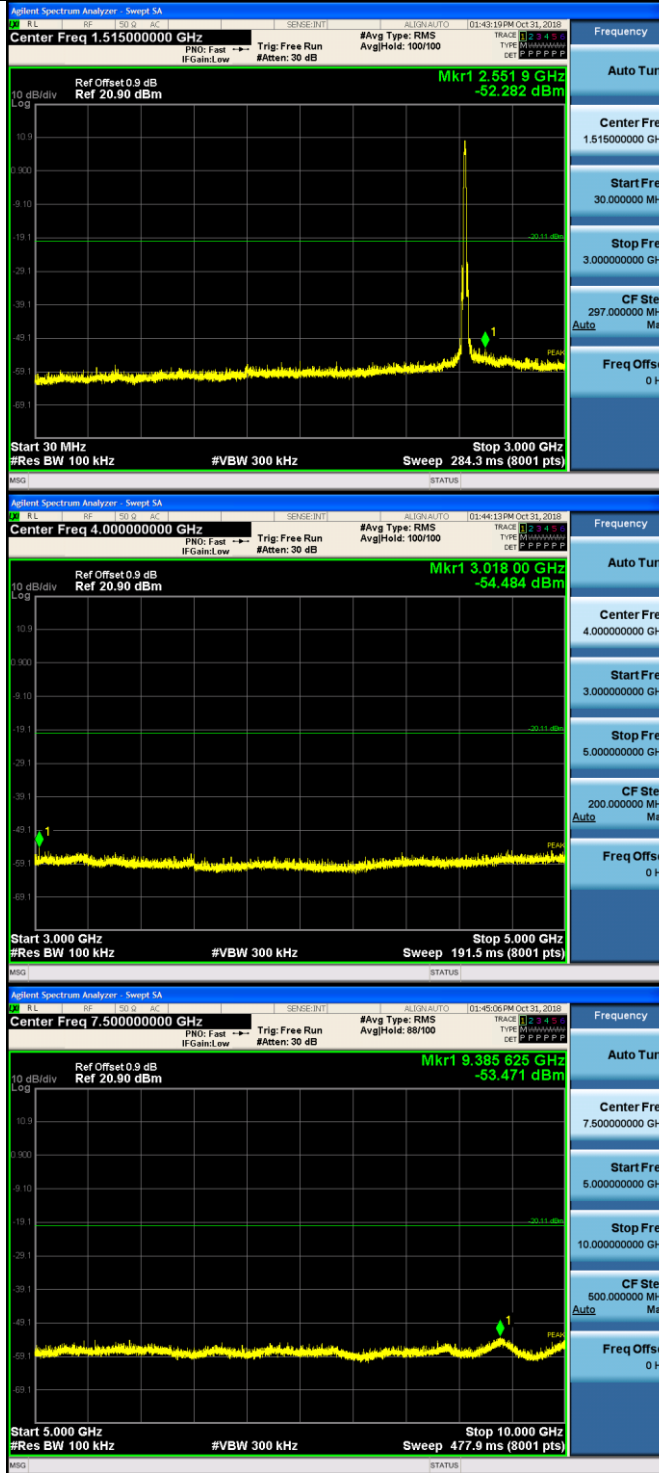 Agilent Spectrum Analyzer - Swept SA
RL RF 50 Ω AC SENSE:INT ALIGNAUTO 01:43:19PM Oct 31, 2018
Center Freq 1.515000000 GHz
PNO: Fast
IFGain:Low
Trig: Free Run
#Atten: 30 dB
#Avg Type: RMS
Avg|Hold: 100/100
TRACE 1 2 3 4 5 6
TYPE M
DET P P P P P P
Frequency
Auto Tun
Mkr1 2.551 9 GHz
-52.282 dBm
Ref Offset 0.9 dB
10 dB/div Ref 20.90 dBm
Log
10.9
0.900
-9.10
-19.1
-20.11 dBm
-29.1
-39.1
-49.1
1
PEAK
-59.1
-69.1
Center Fre
1.515000000 GH
Start Fre
30.000000 MH
Stop Fre
3.000000000 GH
CF Ste
297.000000 MH
Auto Ma
Freq Offs
0 H
Start 30 MHz Stop 3.000 GHz
#Res BW 100 kHz #VBW 300 kHz Sweep 284.3 ms (8001 pts)
MSG STATUS
Agilent Spectrum Analyzer - Swept SA
RL RF 50 Ω AC SENSE:INT ALIGNAUTO 01:44:13PM Oct 31, 2018
Center Freq 4.000000000 GHz
PNO: Fast
IFGain:Low
Trig: Free Run
#Atten: 30 dB
#Avg Type: RMS
Avg|Hold: 100/100
TRACE 1 2 3 4 5 6
TYPE M
DET P P P P P P
Frequency
Auto Tun
Mkr1 3.018 00 GHz
-54.484 dBm
Ref Offset 0.9 dB
10 dB/div Ref 20.90 dBm
Log
10.9
0.900
-9.10
-19.1
-20.11 dBm
-29.1
-39.1
-49.1
1
PEAK
-59.1
-69.1
Center Fre
4.000000000 GH
Start Fre
3.000000000 GH
Stop Fre
5.000000000 GH
CF Ste
200.000000 MH
Auto Ma
Freq Offs
0 H
Start 3.000 GHz Stop 5.000 GHz
#Res BW 100 kHz #VBW 300 kHz Sweep 191.5 ms (8001 pts)
MSG STATUS
Agilent Spectrum Analyzer - Swept SA
RL RF 50 Ω AC SENSE:INT ALIGNAUTO 01:45:06PM Oct 31, 2018
Center Freq 7.500000000 GHz
PNO: Fast
IFGain:Low
Trig: Free Run
#Atten: 30 dB
#Avg Type: RMS
Avg|Hold: 88/100
TRACE 1 2 3 4 5 6
TYPE M
DET P P P P P P
Frequency
Auto Tun
Mkr1 9.385 625 GHz
-53.471 dBm
Ref Offset 0.9 dB
10 dB/div Ref 20.90 dBm
Log
10.9
0.900
-9.10
-19.1
-20.11 dBm
-29.1
-39.1
-49.1
1
PEAK
-59.1
-69.1
Center Fre
7.500000000 GH
Start Fre
5.000000000 GH
Stop Fre
10.000000000 GH
CF Ste
500.000000 MH
Auto Ma
Freq Offs
0 H
Start 5.000 GHz Stop 10.000 GHz
#Res BW 100 kHz #VBW 300 kHz Sweep 477.9 ms (8001 pts)
MSG STATUS